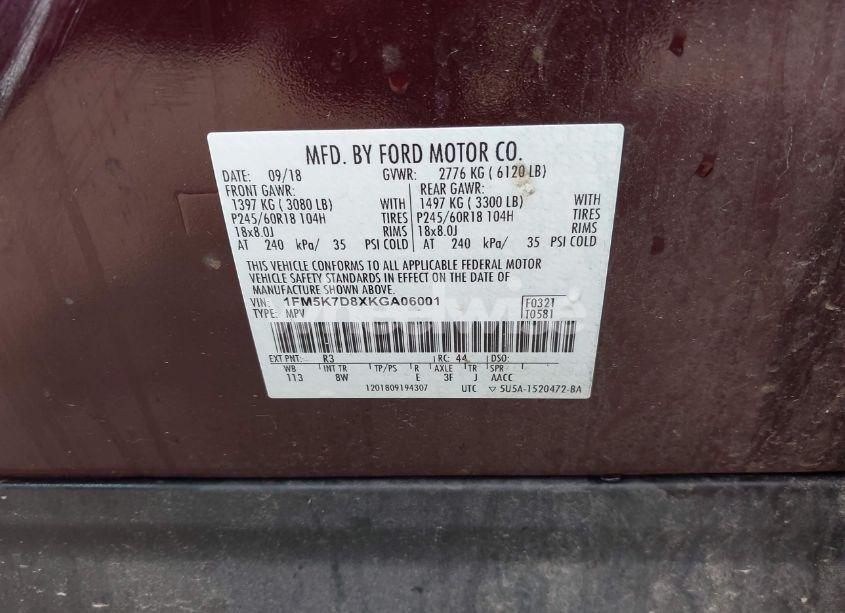 MFD. BY FORD MOTOR CO.
DATE: 09/18 GVWR: 2776 KG ( 6120 LB)
FRONT GAWR: REAR GAWR:
1397 KG ( 3080 LB) WITH 1497 KG ( 3300 LB) WITH
P245/60R18 104H TIRES P245/60R18 104H TIRES
18x8.0J RIMS 18x8.0J RIMS
AT 240 kPa/ 35 PSI COLD AT 240 kPa/ 35 PSI COLD
THIS VEHICLE CONFORMS TO ALL APPLICABLE FEDERAL MOTOR
VEHICLE SAFETY STANDARDS IN EFFECT ON THE DATE OF
MANUFACTURE SHOWN ABOVE.
VIN: 1FM5K7D8XKGA06001 F0321
TYPE: MPV T0581
EXT PNT: R3 RC: 44 DSO:
WB INT TR TP/PS R AXLE TR SPR
113 8W E 3F J AACC
1201809194307 UTC ▽ 5U5A-1520472-BA